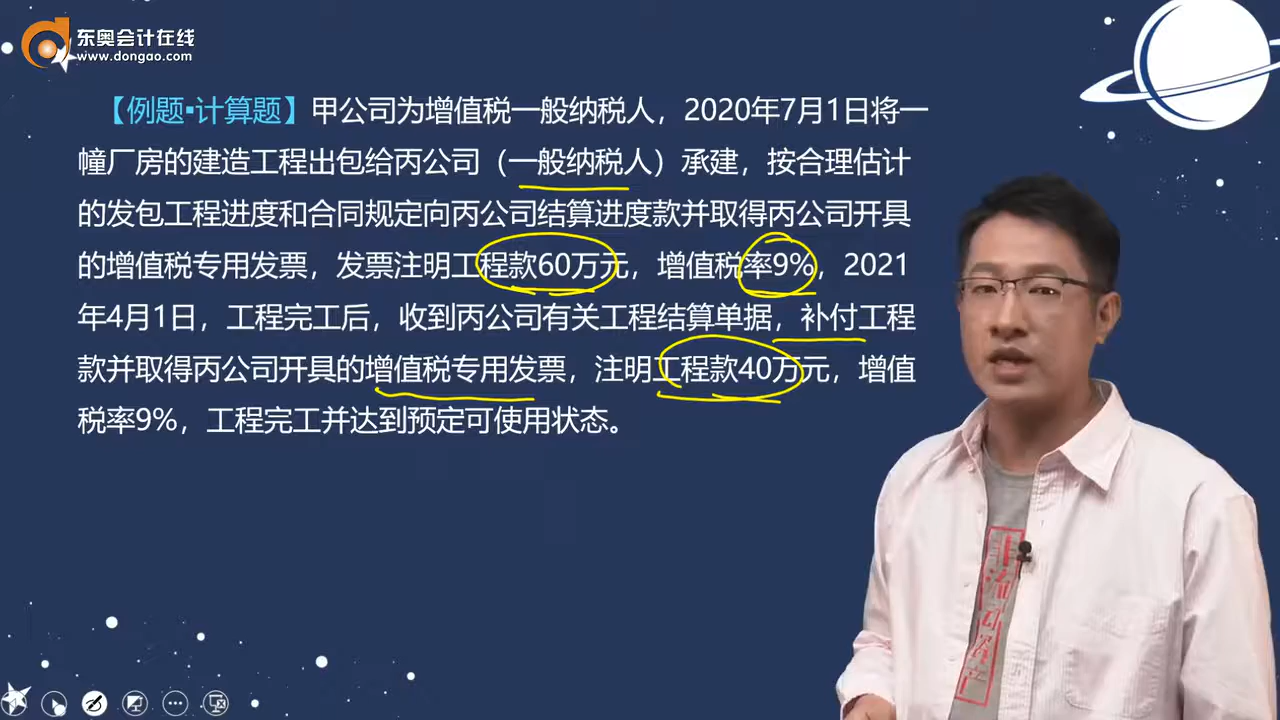 东奥会计在线
www.dongao.com
【例题·计算题】甲公司为增值税一般纳税人，2020年7月1日将一
幢厂房的建造工程出包给丙公司（一般纳税人）承建，按合理估计
的发包工程进度和合同规定向丙公司结算进度款并取得丙公司开具
的增值税专用发票，发票注明工程款60万元，增值税率9%，2021
年4月1日，工程完工后，收到丙公司有关工程结算单据，补付工程
款并取得丙公司开具的增值税专用发票，注明工程款40万元，增值
税率9%，工程完工并达到预定可使用状态。
非流动资产